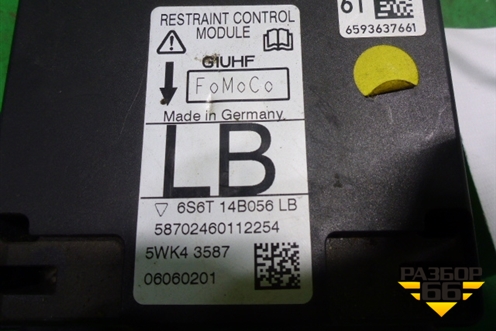 RESTRAINT CONTROL
MODULE
GIUHF
FoMoCo
Made in Germany
LB
6S6T 14B056 LB
58702460112254
5WK4 3587
06060201
61
6593637661
РАЗБОР
66